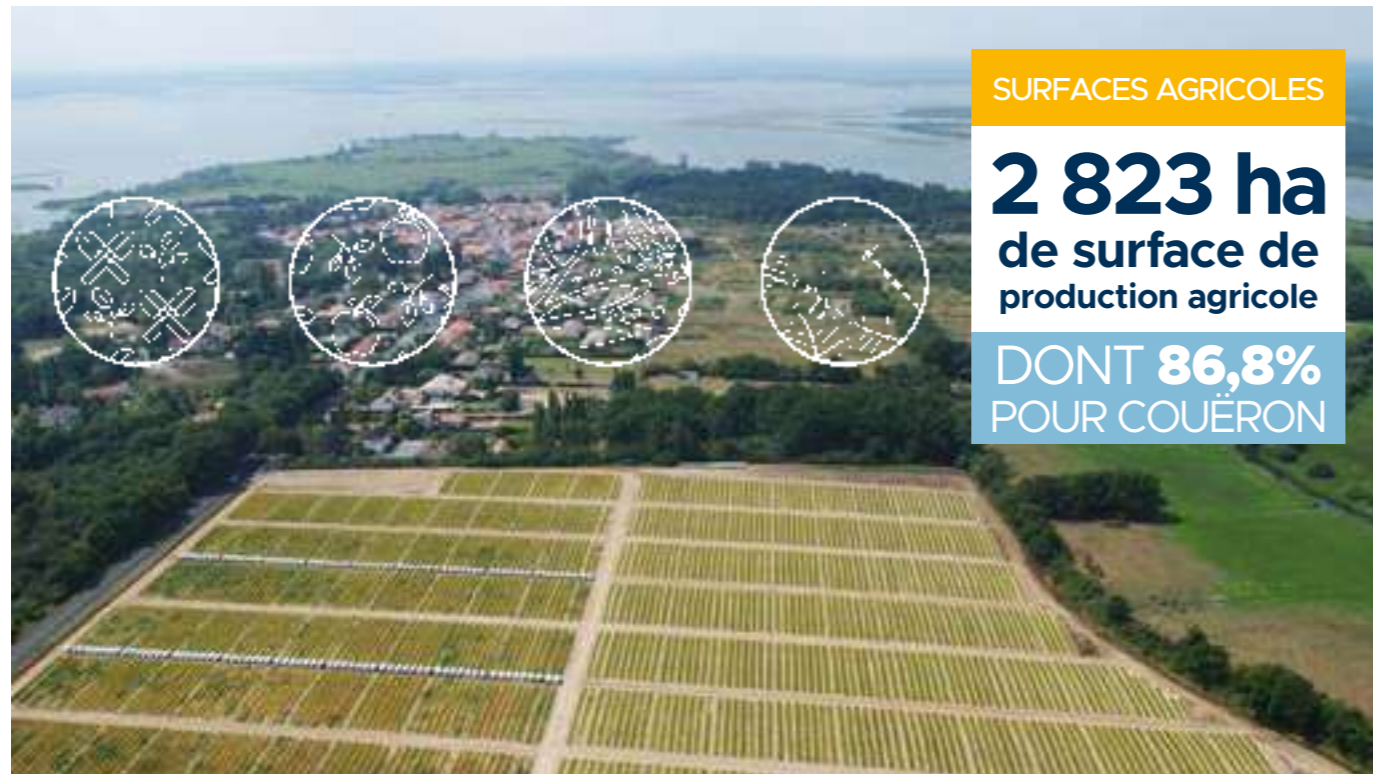 SURFACES AGRICOLES
2 823 ha
de surface de
production agricole
DONT 86,8%
POUR COUËRON